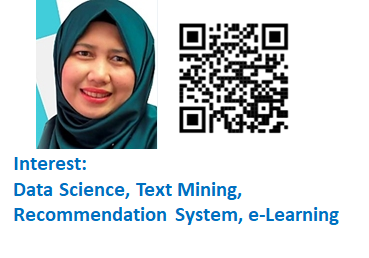 Interest:
Data Science, Text Mining,
Recommendation System, e-Learning